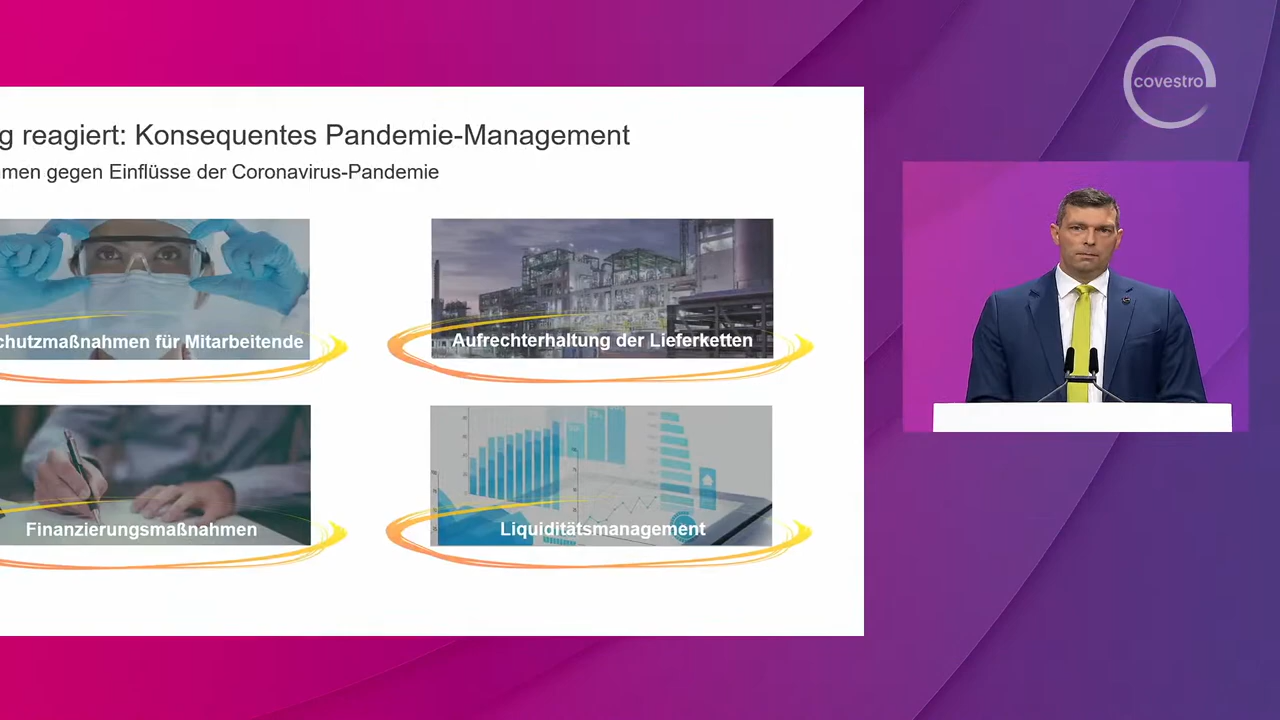 covestro
g reagiert: Konsequentes Pandemie-Management
men gegen Einflüsse der Coronavirus-Pandemie
chutzmaßnahmen für Mitarbeitende
Aufrechterhaltung der Lieferketten
Finanzierungsmaßnahmen
Liquiditätsmanagement